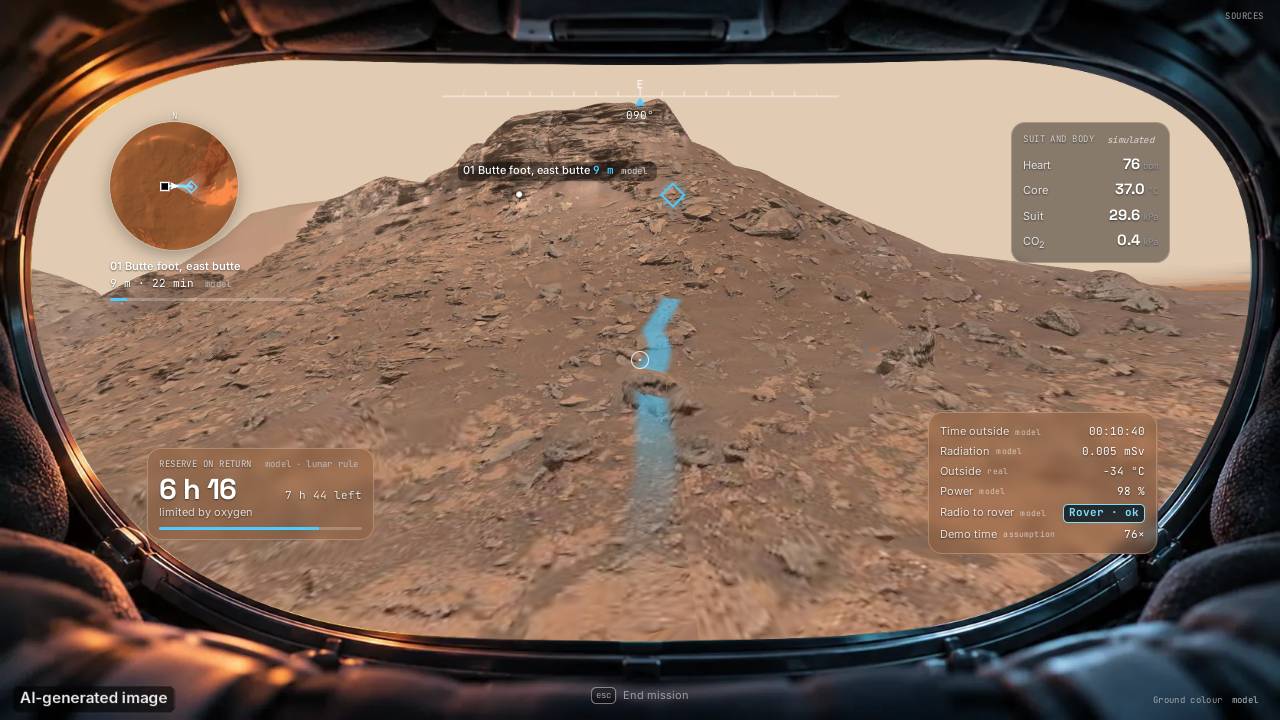 SOURCES
E
090°
N
01 Butte foot, east butte 9 m model
SUIT AND BODY simulated
Heart 76 bpm
Core 37.0 °C
Suit 29.6 kPa
CO2 0.4 kPa
01 Butte foot, east butte
9 m · 22 min model
RESERVE ON RETURN model · lunar rule
6 h 16 7 h 44 left
limited by oxygen
Time outside model 00:10:40
Radiation model 0.005 mSv
Outside real -34 °C
Power model 98 %
Radio to rover model Rover · ok
Demo time assumption 76×
AI-generated image
esc End mission
Ground colour model